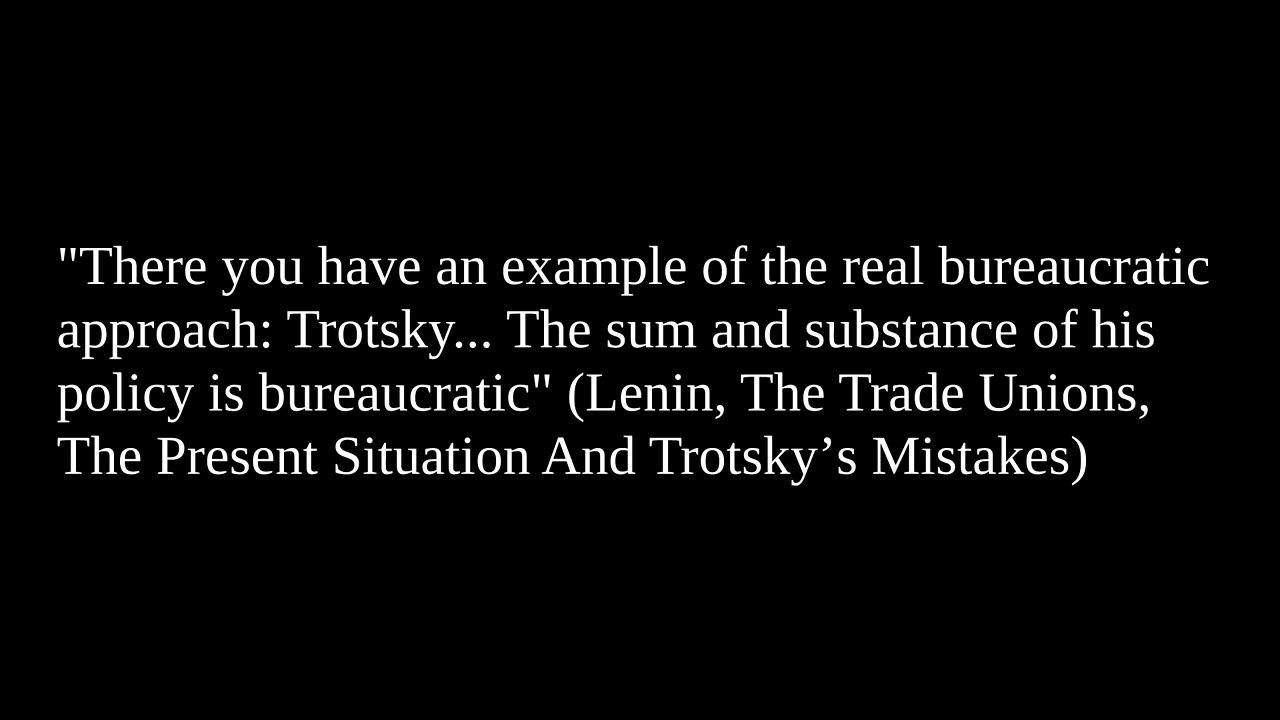 "There you have an example of the real bureaucratic
approach: Trotsky... The sum and substance of his
policy is bureaucratic" (Lenin, The Trade Unions,
The Present Situation And Trotsky’s Mistakes)